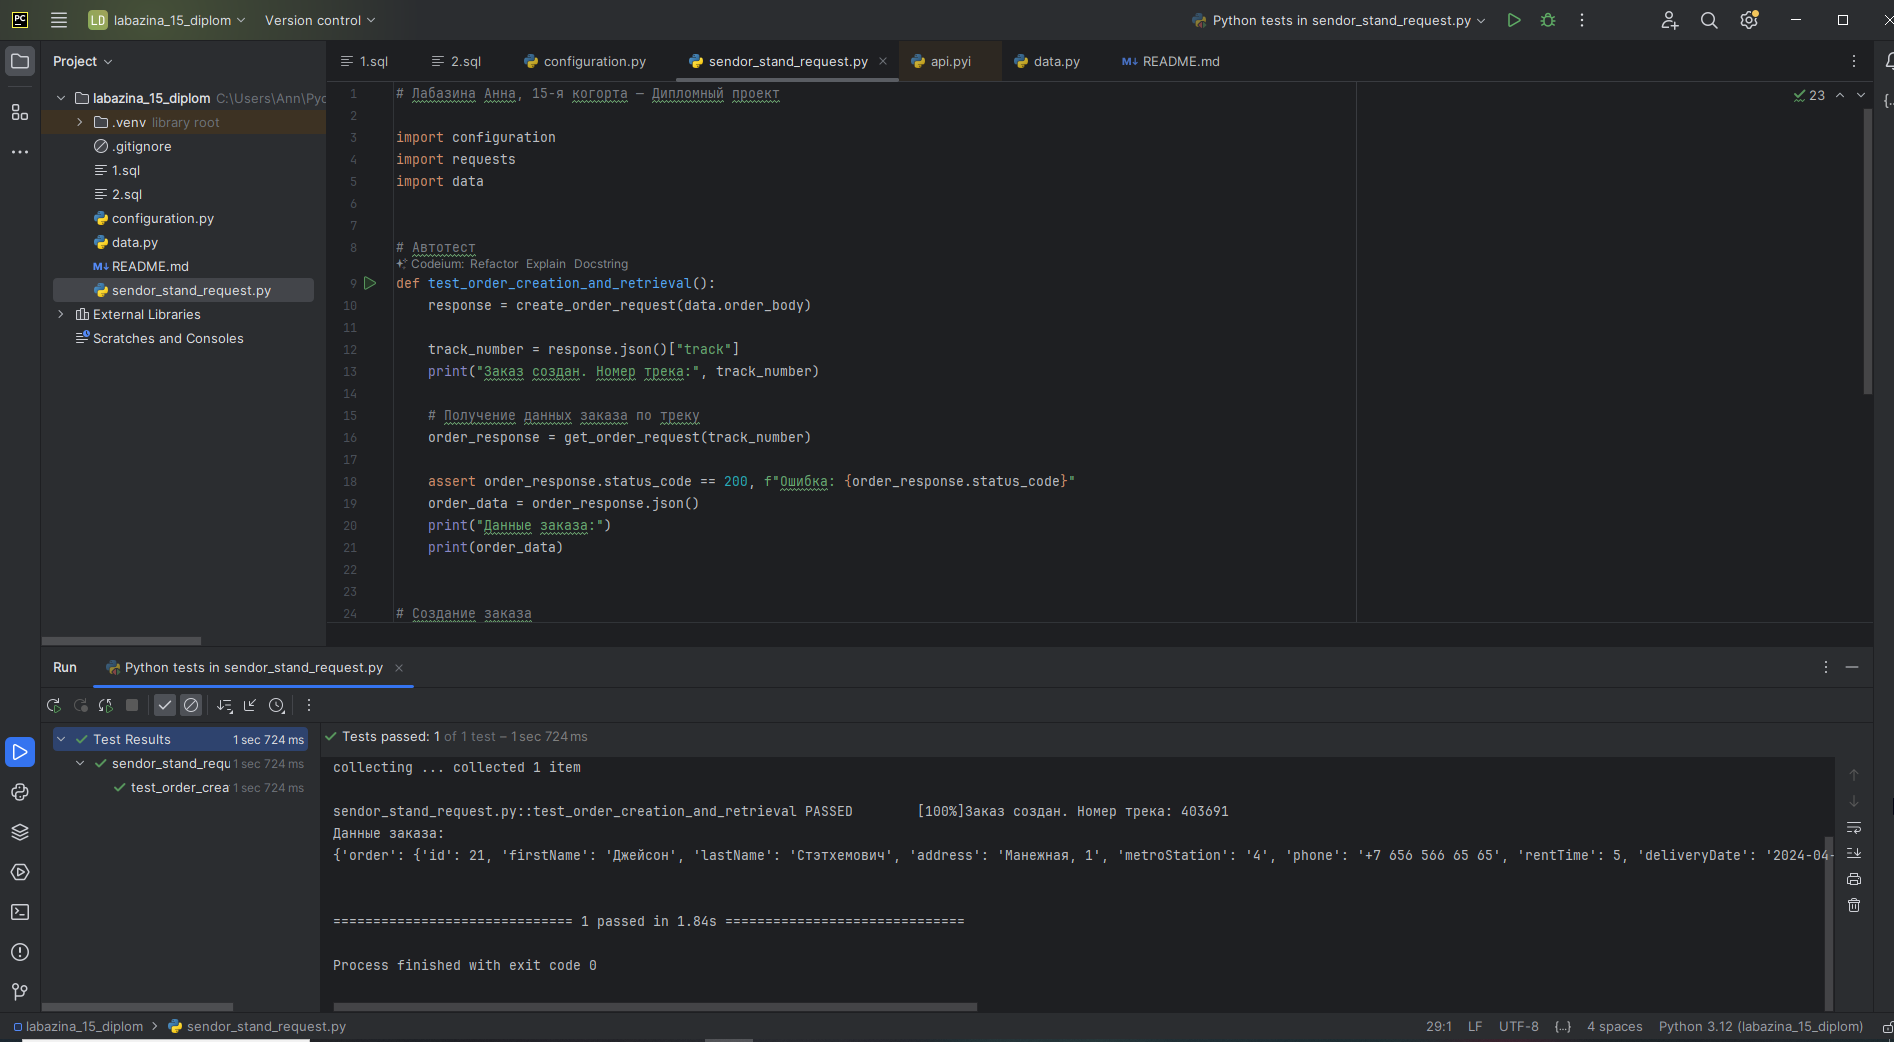 PC LD labazina_15_diplom Version control Python tests in sendor_stand_request.py
Project
1.sql 2.sql configuration.py sendor_stand_request.py api.pyi data.py README.md
labazina_15_diplom C:\Users\Ann\Pyc
.venv library root
.gitignore
1.sql
2.sql
configuration.py
data.py
README.md
sendor_stand_request.py
External Libraries
Scratches and Consoles
23
1 # Лабазина Анна, 15-я когорта — Дипломный проект
2
3 import configuration
4 import requests
5 import data
6
7
8 # Автотест
Codeium: Refactor Explain Docstring
9 def test_order_creation_and_retrieval():
10 response = create_order_request(data.order_body)
11
12 track_number = response.json()["track"]
13 print("Заказ создан. Номер трека:", track_number)
14
15 # Получение данных заказа по треку
16 order_response = get_order_request(track_number)
17
18 assert order_response.status_code == 200, f"Ошибка: {order_response.status_code}"
19 order_data = order_response.json()
20 print("Данные заказа:")
21 print(order_data)
22
23
24 # Создание заказа
Run Python tests in sendor_stand_request.py
Test Results 1 sec 724 ms
sendor_stand_requ 1 sec 724 ms
test_order_crea 1 sec 724 ms
Tests passed: 1 of 1 test – 1 sec 724 ms
collecting ... collected 1 item
sendor_stand_request.py::test_order_creation_and_retrieval PASSED [100%]Заказ создан. Номер трека: 403691
Данные заказа:
{'order': {'id': 21, 'firstName': 'Джейсон', 'lastName': 'Стэтхемович', 'address': 'Манежная, 1', 'metroStation': '4', 'phone': '+7 656 566 65 65', 'rentTime': 5, 'deliveryDate': '2024-04-
============================== 1 passed in 1.84s ==============================
Process finished with exit code 0
labazina_15_diplom sendor_stand_request.py 29:1 LF UTF-8 {...} 4 spaces Python 3.12 (labazina_15_diplom)